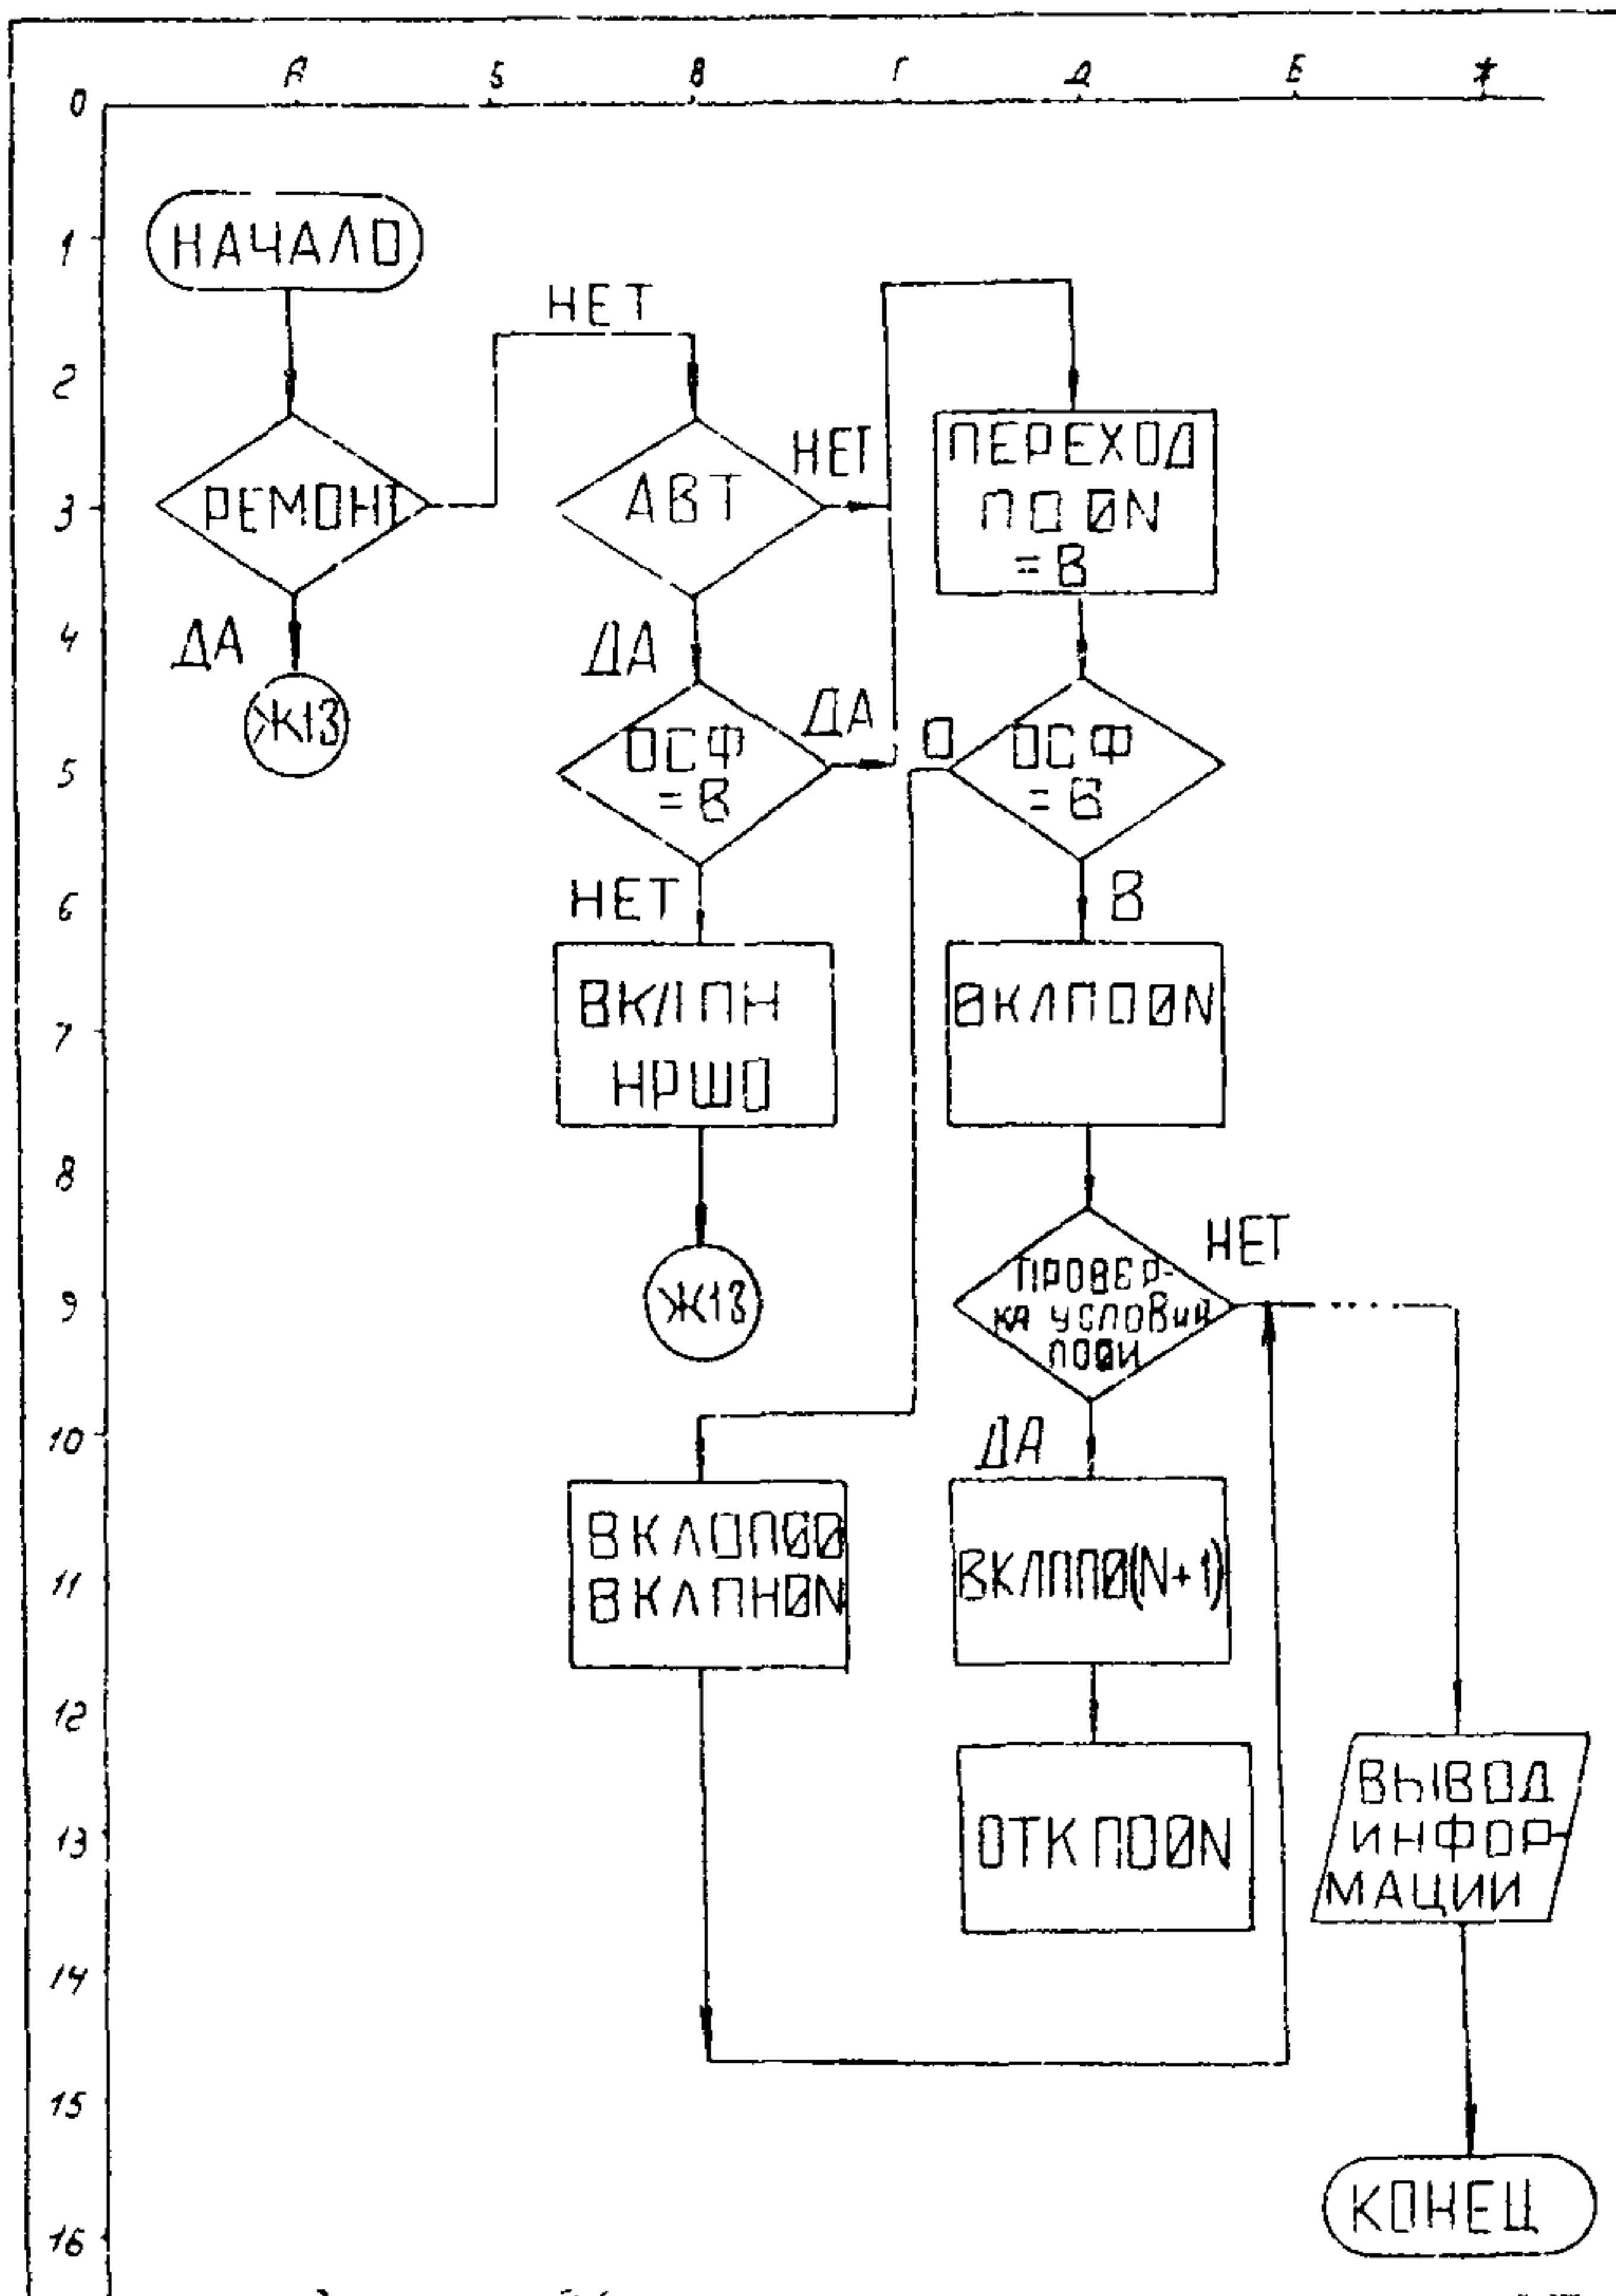 А Б В Г Д Е Ж
0
1
НАЧАЛО
НЕТ
2
ПЕРЕХОД
ПО ØN
=В
НЕТ
РЕМОНТ
АВТ
3
4
ДА
ДА
Ж13
ОСФ
=В
ДА
О
ОСФ
=В
5
6
НЕТ
В
ВКЛПН
НРШО
ВКЛПОØN
7
8
НЕТ
Ж13
ПРОВЕР-
КА УСЛОВИЙ
9
10
ДА
ВКЛОП00
ВКЛПНØN
ВКЛППØ(N+1)
11
12
ОТКПОØN
ВЫВОД
ИНФОР-
МАЦИИ
13
14
15
КОНЕЦ
16